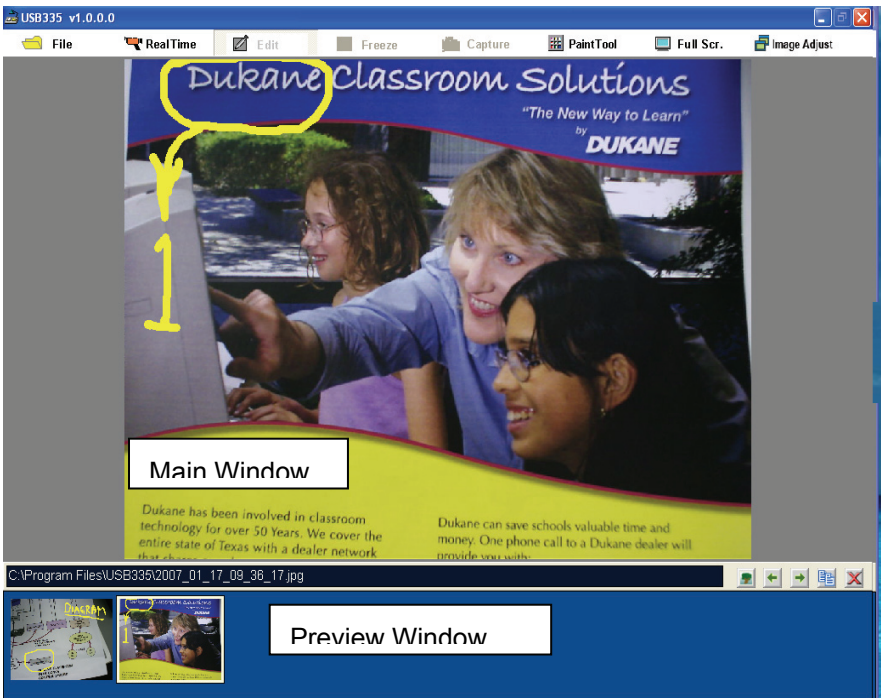 USB335 v1.0.0.0
File RealTime Edit Freeze Capture PaintTool Full Scr. Image Adjust
Dukane Classroom Solutions
"The New Way to Learn"
by
DUKANE
1
Main Window
Dukane has been involved in classroom
technology for over 50 Years. We cover the
entire state of Texas with a dealer network
Dukane can save schools valuable time and
money. One phone call to a Dukane dealer will
provide you with:
C:\Program Files\USB335\2007_01_17_09_36_17.jpg
DIAGRAM
Preview Window